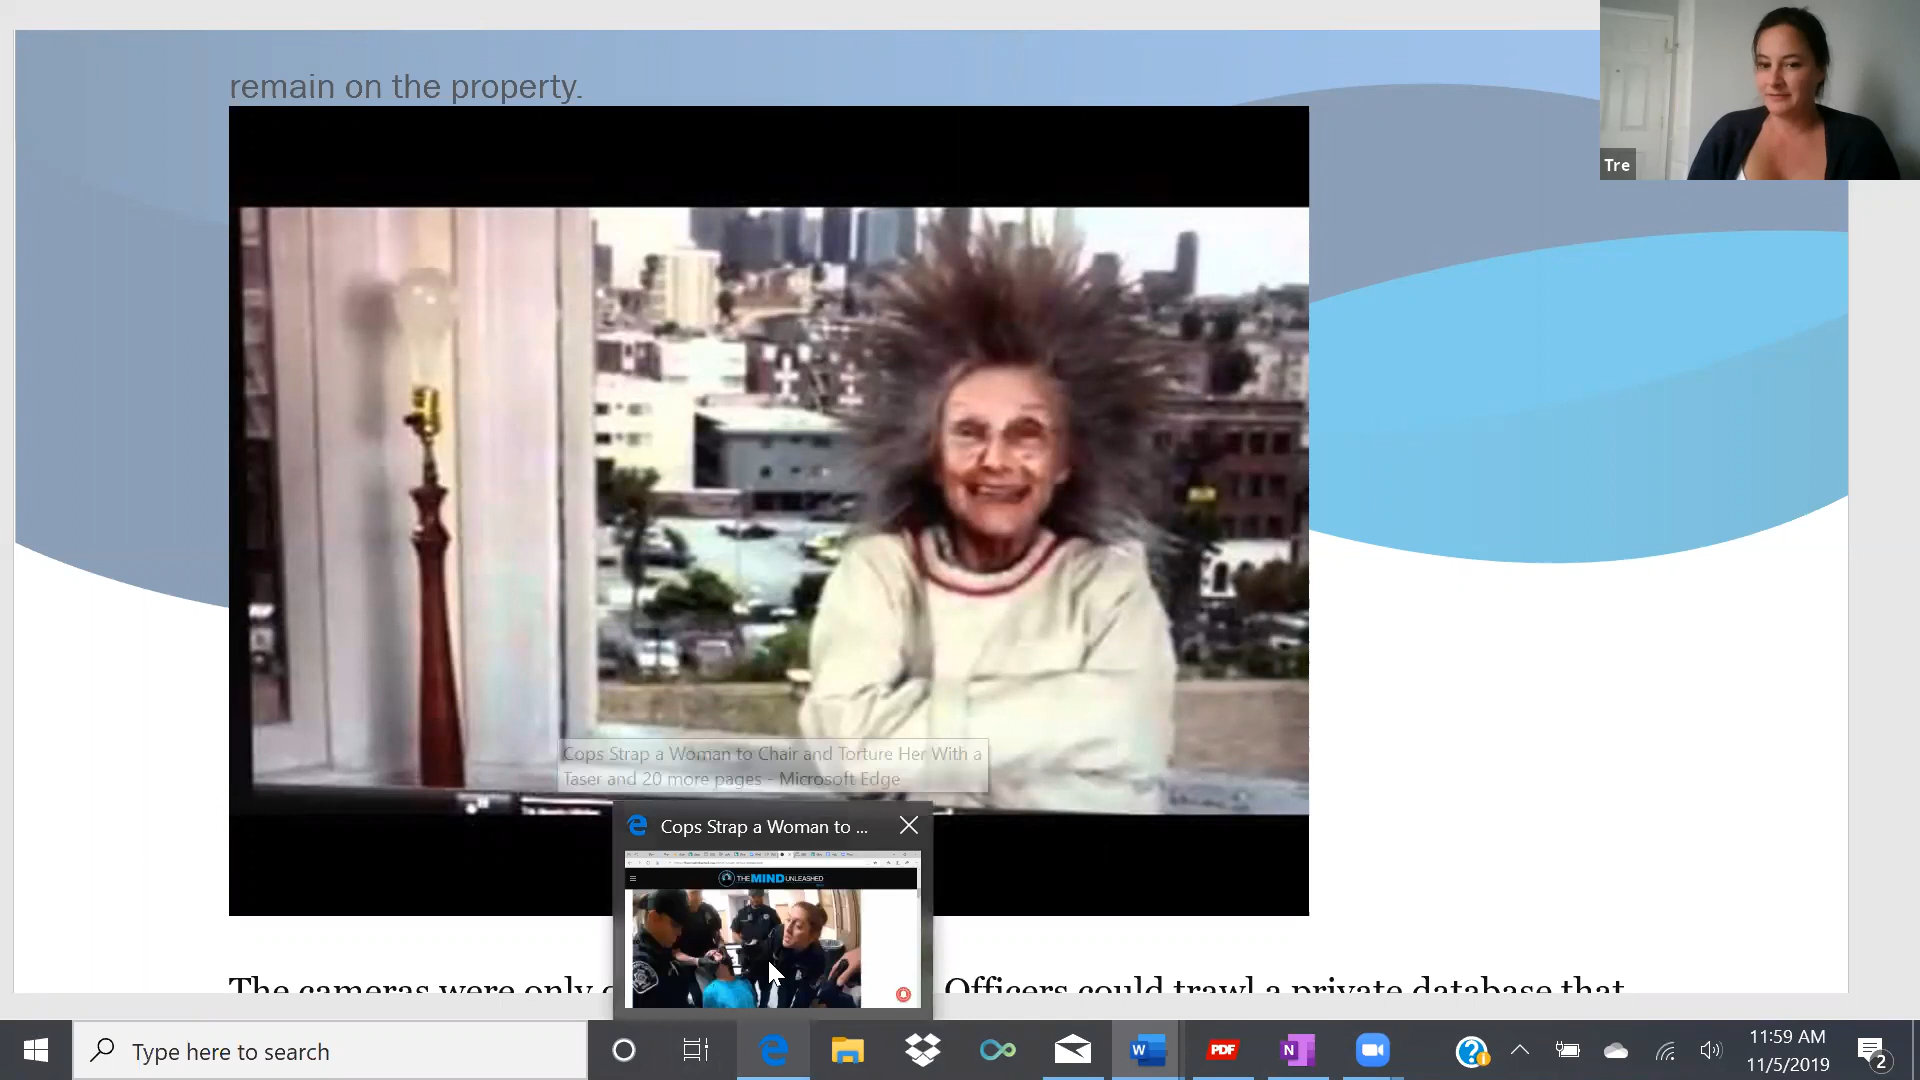 remain on the property.
Tre
Cops Strap a Woman to Chair and Torture Her With a
Taser and 20 more pages - Microsoft Edge
Cops Strap a Woman to ...
THE MIND UNLEASHED
The cameras were only
Officers could trawl a private database that
Type here to search
W
PDF
N
11:59 AM
11/5/2019
2